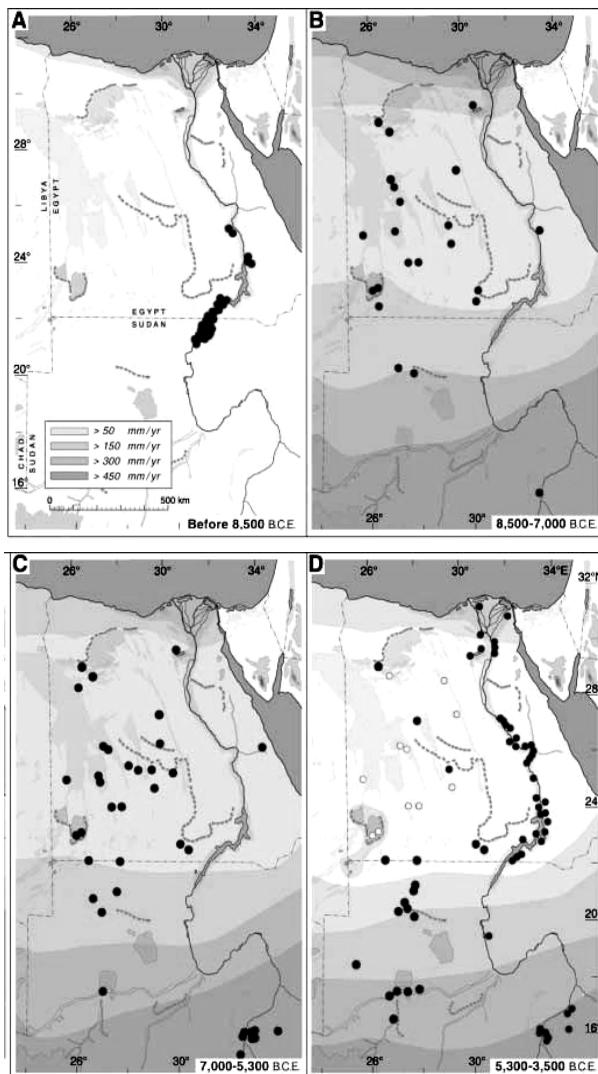 A
26°
30°
34°
28°
LIBYA
EGYPT
26°
24°
22°
EGYPT
SUDAN
20°
CHAD
SUDAN
16°
> 50 mm/yr
> 150 mm/yr
> 300 mm/yr
> 450 mm/yr
0 500 km
Before 8,500 B.C.E.
B
30°
34°
26°
30°
8,500-7,000 B.C.E.
C
26°
30°
34°
26°
30°
7,000-5,300 B.C.E.
D
26°
30°
34°E
32°N
28°
24°
20°
16°
26°
30°
5,300-3,500 B.C.E.